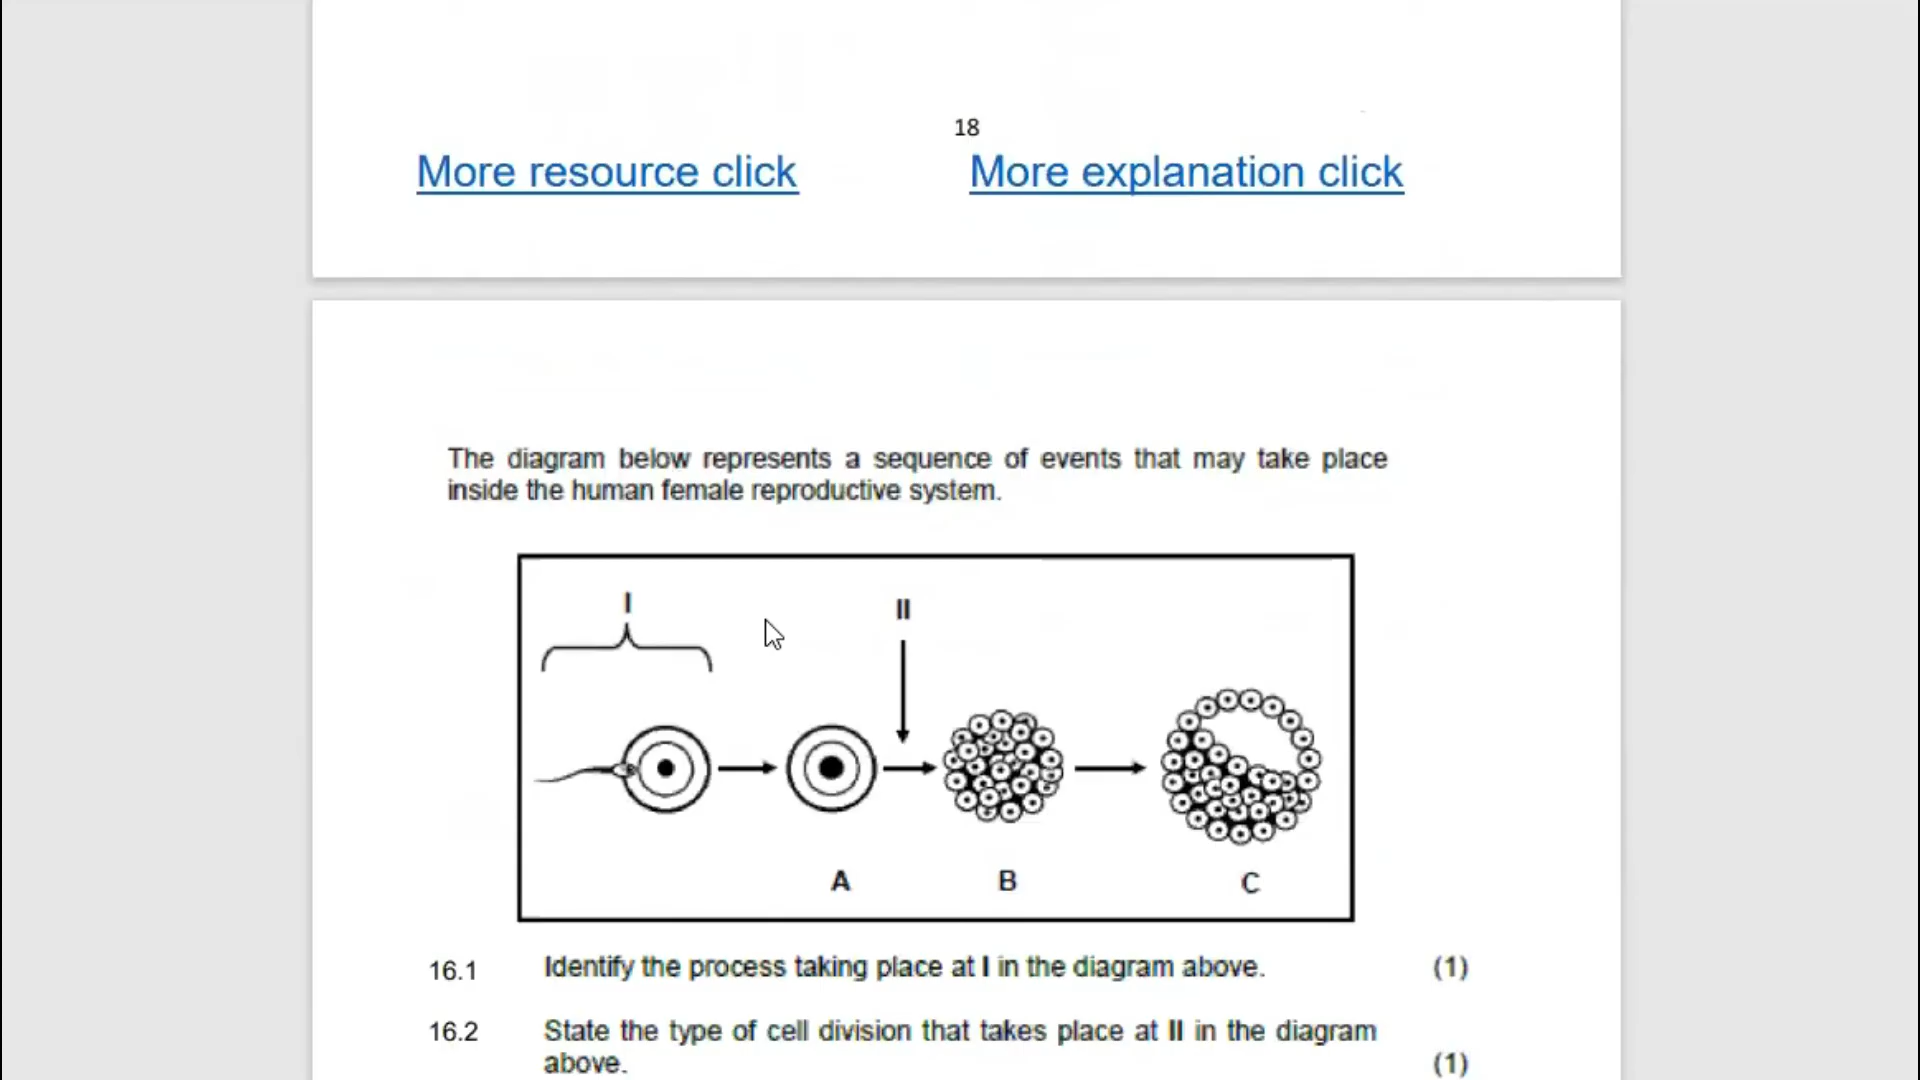 18
More resource click More explanation click
The diagram below represents a sequence of events that may take place
inside the human female reproductive system.
I II
A B C
16.1 Identify the process taking place at I in the diagram above. (1)
16.2 State the type of cell division that takes place at II in the diagram
above. (1)